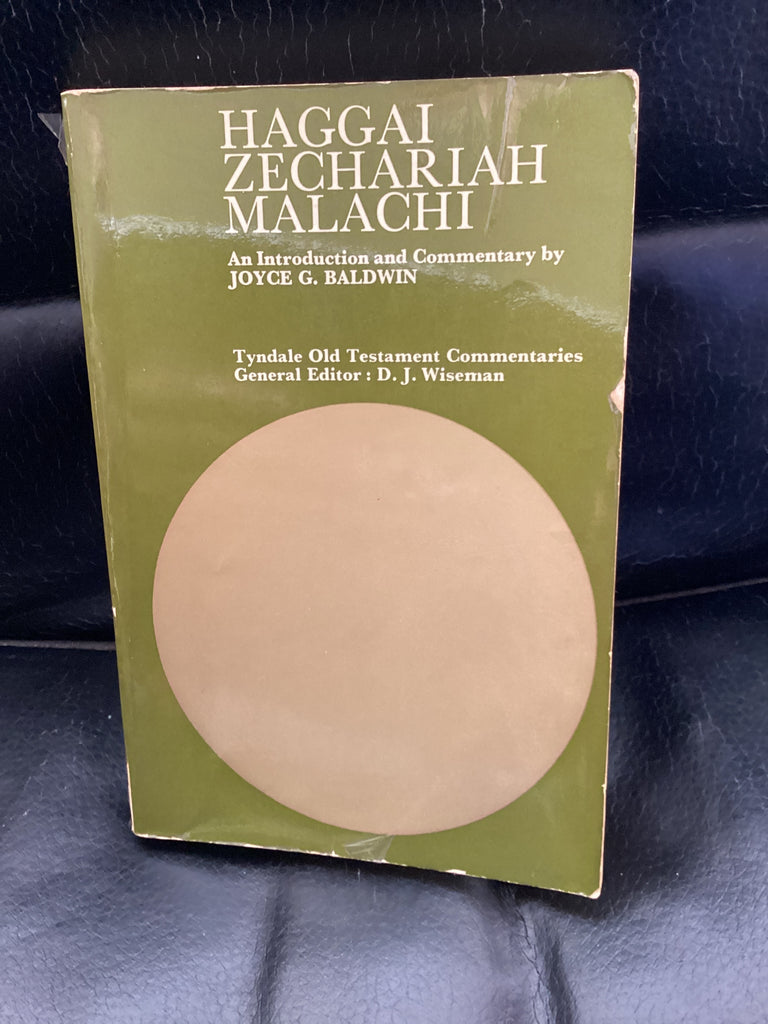 HAGGAI
ZECHARIAH
MALACHI
An Introduction and Commentary by
JOYCE G. BALDWIN
Tyndale Old Testament Commentaries
General Editor : D. J. Wiseman